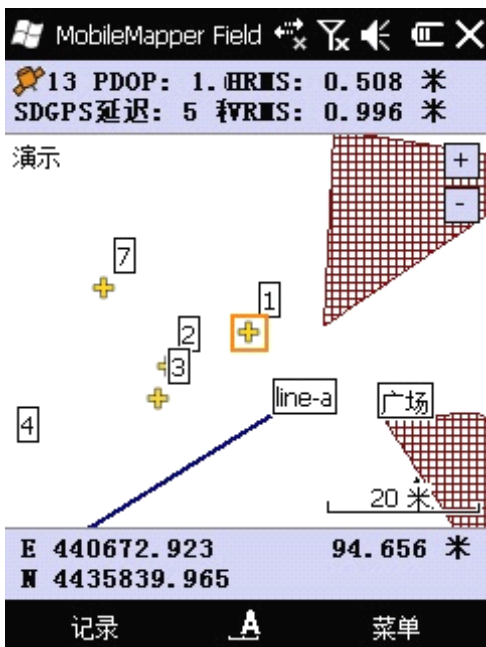 MobileMapper Field
13 PDOP: 1. HRMS: 0.508 米
SDGPS延迟: 5 VRMS: 0.996 米
演示
+
-
7
1
2
3
line-a
广场
4
20 米
E 440672.923 94.656 米
N 4435839.965
记录 A 菜单